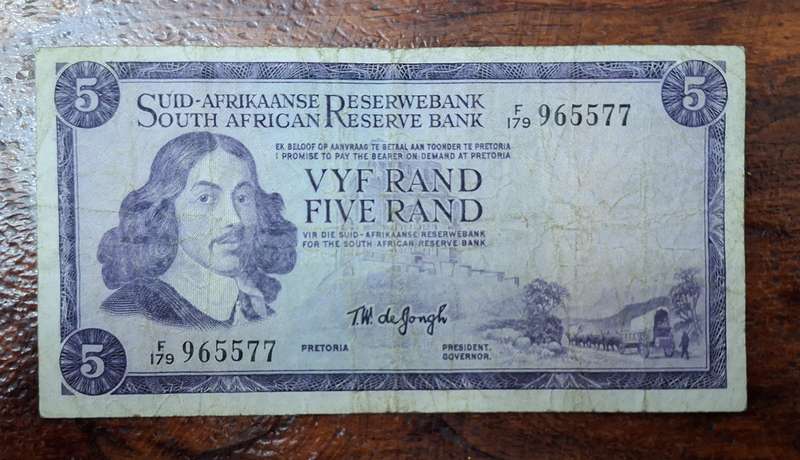 5
5
SUID-AFRIKAANSE RESERWEBANK
SOUTH AFRICAN RESERVE BANK
F/179 965577
EK BELOOF OP AANVRAAG TE BETAAL AAN TOONDER TE PRETORIA
I PROMISE TO PAY THE BEARER ON DEMAND AT PRETORIA
VYF RAND
FIVE RAND
VIR DIE SUID-AFRIKAANSE RESERWEBANK
FOR THE SOUTH AFRICAN RESERVE BANK
T.W. de Jongh
5
F/179 965577
PRETORIA
PRESIDENT.
GOVERNOR.